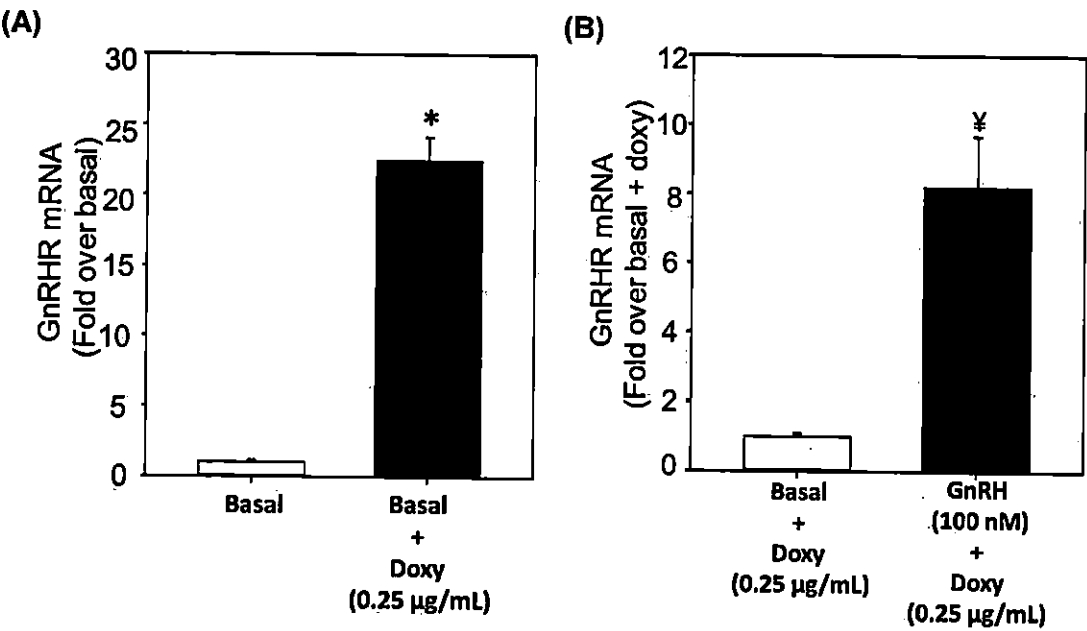 (A)
GnRHR mRNA
(Fold over basal)
30
25
20
15
10
5
0
*
Basal
Basal
+
Doxy
(0.25 µg/mL)
(B)
GnRHR mRNA
(Fold over basal + doxy)
12
10
8
6
4
2
0
¥
Basal
+
Doxy
(0.25 µg/mL)
GnRH
(100 nM)
+
Doxy
(0.25 µg/mL)